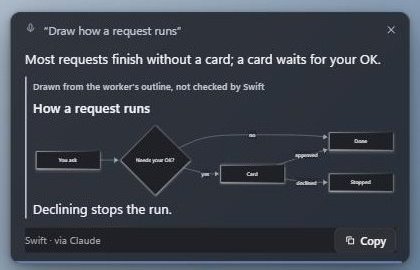 "Draw how a request runs"
Most requests finish without a card; a card waits for your OK.
Drawn from the worker's outline, not checked by Swift
How a request runs
no
Done
You ask
Needs your OK?
approved
yes
Card
declined
Stopped
Declining stops the run.
Swift · via Claude
Copy